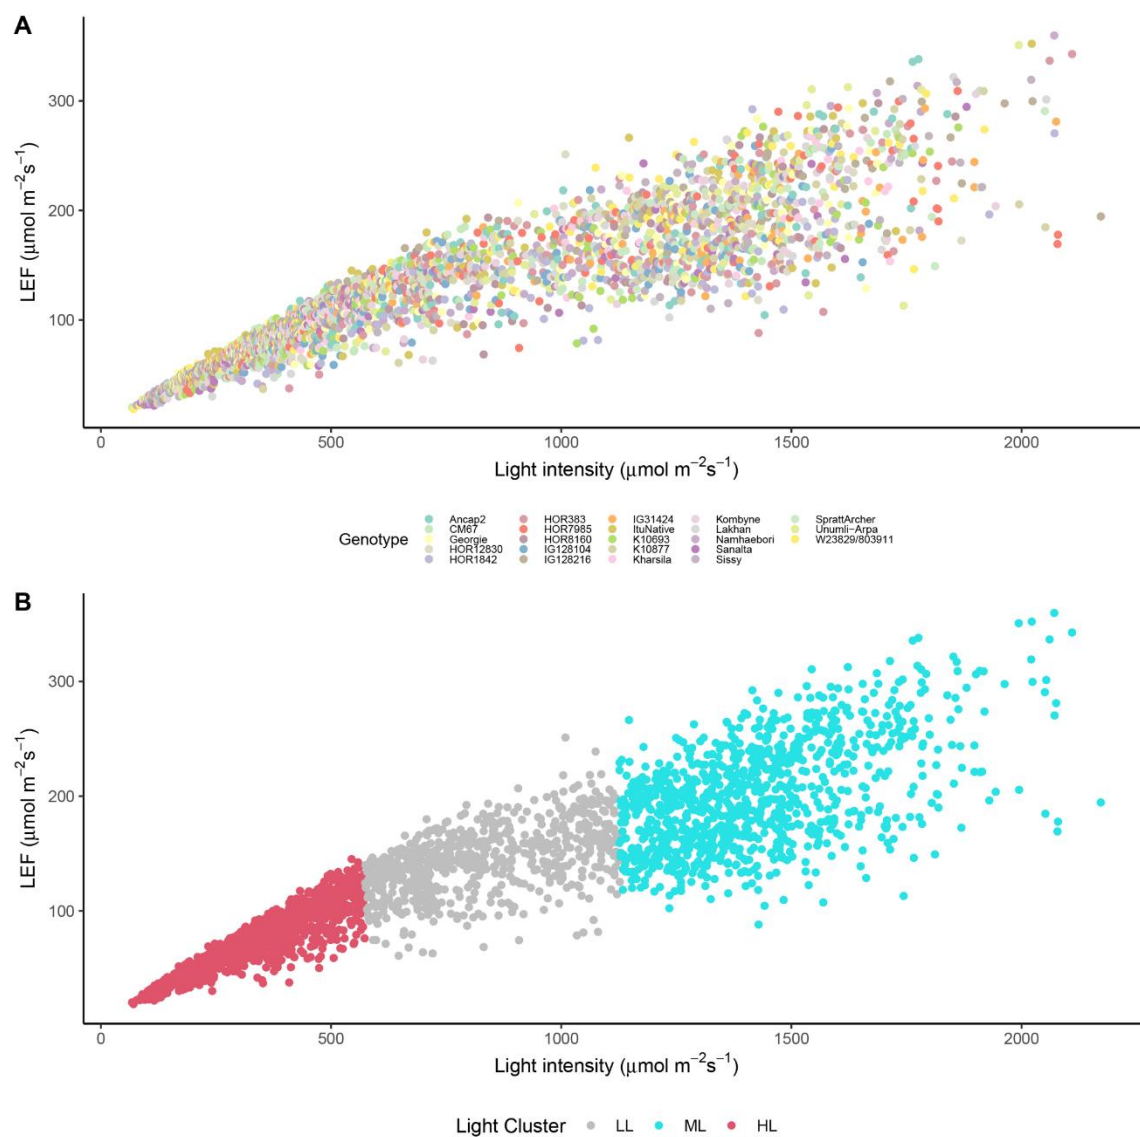 A
300
200
100
LEF (μmol m⁻²s⁻¹)
0 500 1000 1500 2000
Light intensity (μmol m⁻²s⁻¹)
Genotype
Ancap2 HOR383 IG31424 Kombyne SprattArcher
CM67 HOR7985 ItuNative Lakhan Unumli-Arpa
Georgie HOR8160 K10693 Namhaebori W23829/803911
HOR12830 IG128104 K10877 Sanalta
HOR1842 IG128216 Kharsila Sissy
B
300
200
100
LEF (μmol m⁻²s⁻¹)
0 500 1000 1500 2000
Light intensity (μmol m⁻²s⁻¹)
Light Cluster LL ML HL